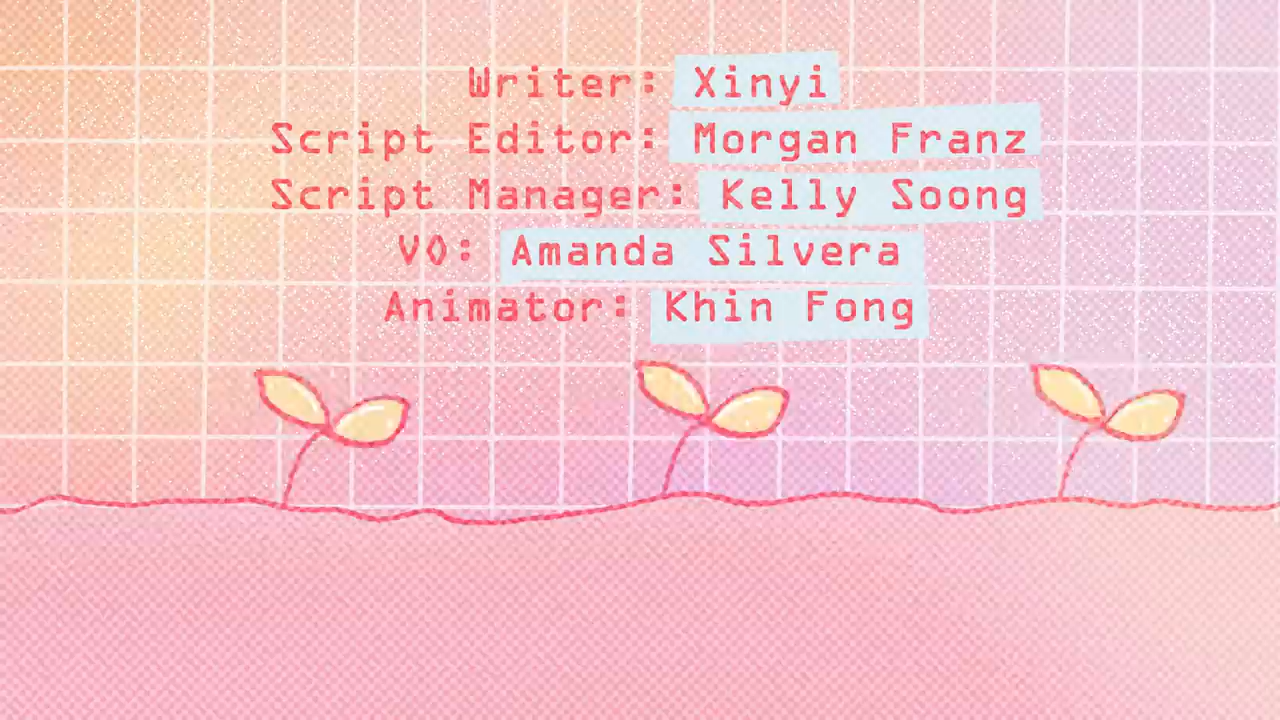 Writer: Xinyi
Script Editor: Morgan Franz
Script Manager: Kelly Soong
VO: Amanda Silvera
Animator: Khin Fong